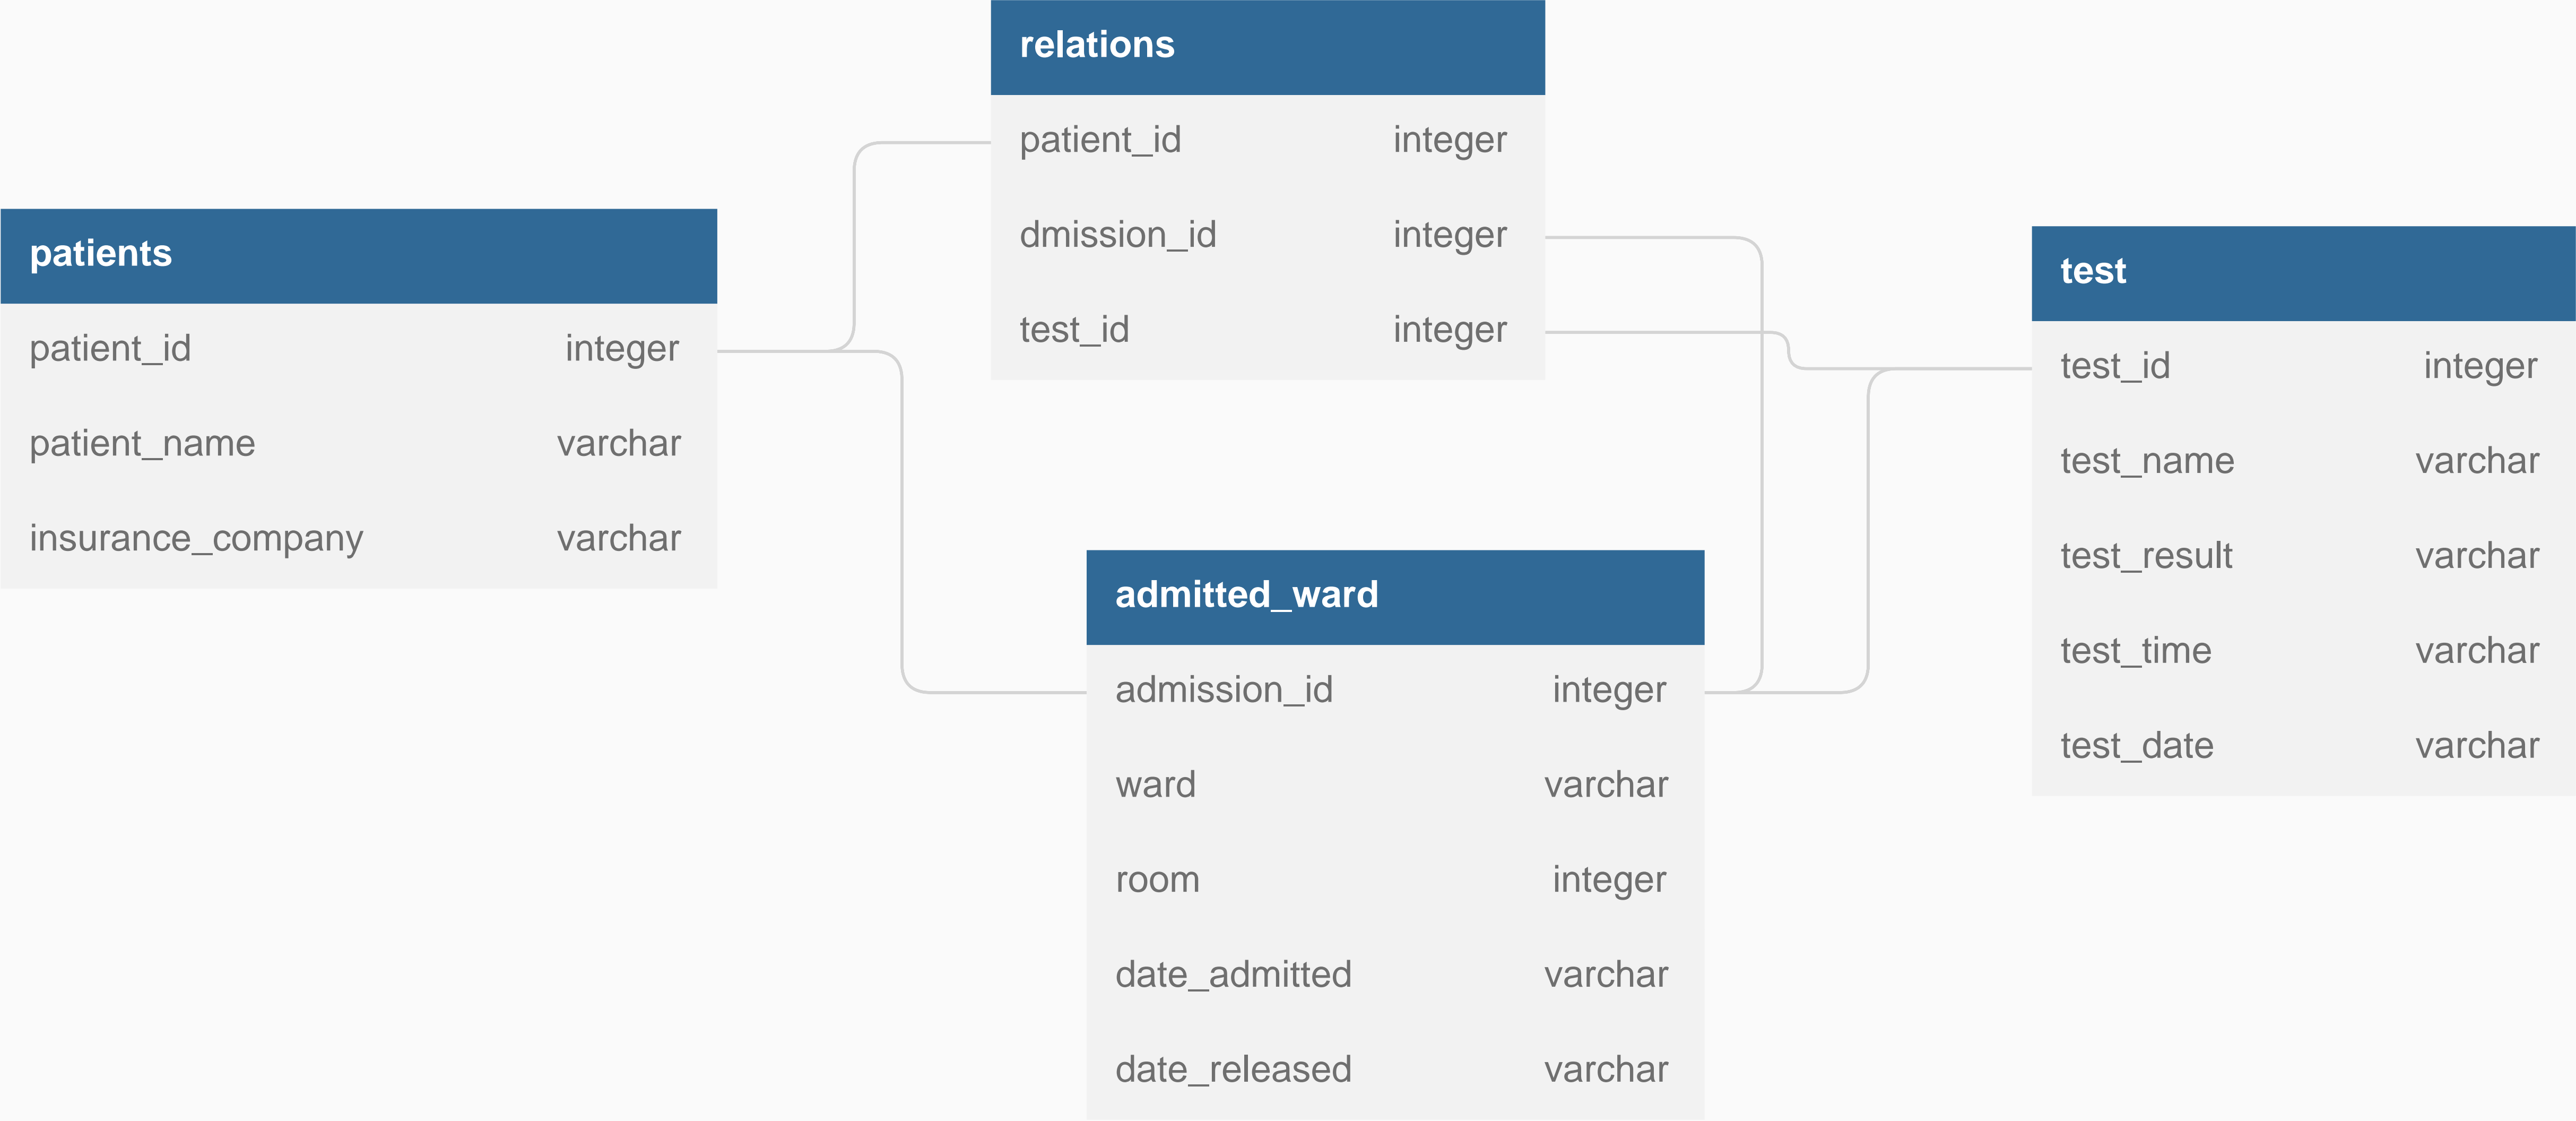 relations
patient_id integer
dmission_id integer
test_id integer
patients
patient_id integer
patient_name varchar
insurance_company varchar
test
test_id integer
test_name varchar
test_result varchar
test_time varchar
test_date varchar
admitted_ward
admission_id integer
ward varchar
room integer
date_admitted varchar
date_released varchar